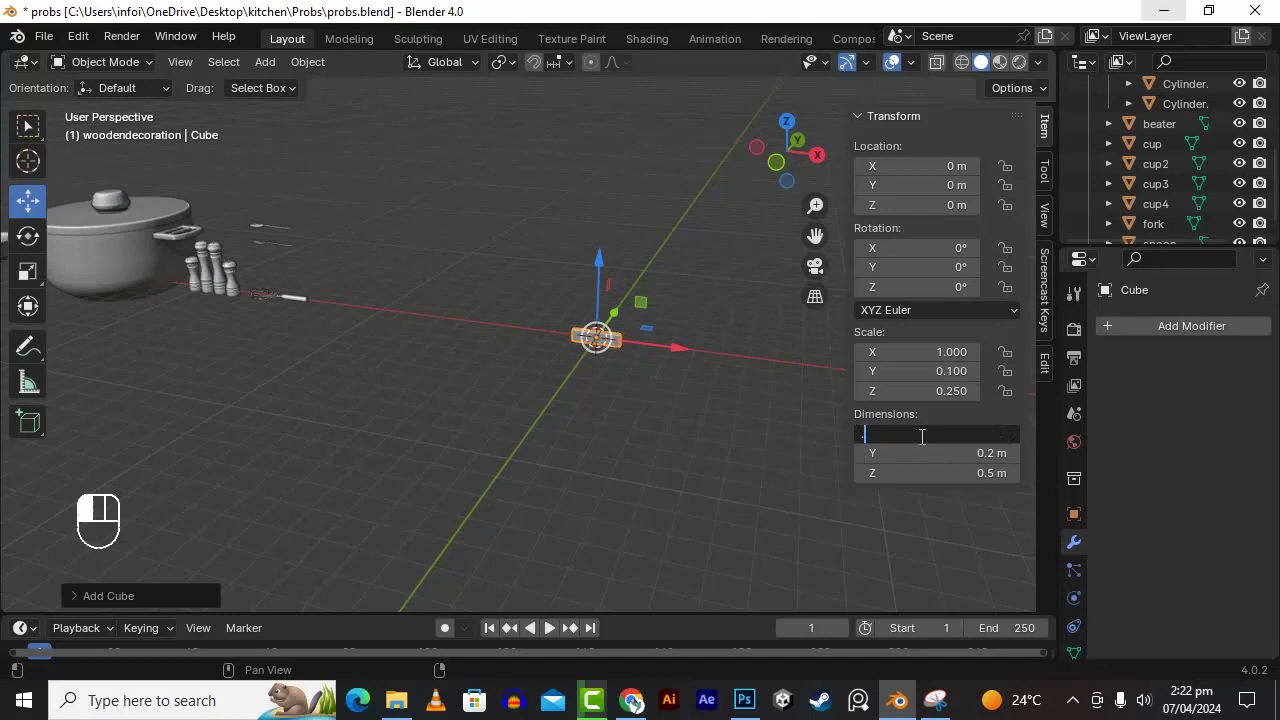 * probs [C:\Users\infoi\OneDrive\Desktop\kitchen\Probs\probs.blend] - Blender 4.0
File Edit Render Window Help Layout Modeling Sculpting UV Editing Texture Paint Shading Animation Rendering Compos Scene ViewLayer
Object Mode View Select Add Object Global
Orientation: Default Drag: Select Box Options
User Perspective
(1) woodendecoration | Cube
Z
Y
X
Transform
Location:
X 0 m
Y 0 m
Z 0 m
Rotation:
X 0°
Y 0°
Z 0°
XYZ Euler
Scale:
X 1.000
Y 0.100
Z 0.250
Dimensions:
.
Y 0.2 m
Z 0.5 m
Item
Tool
View
Screencast Keys
Edit
Cylinder.
Cylinder.
beater
cup
cup2
cup3
cup4
fork
spoon
Cube
Add Modifier
Add Cube
Playback Keying View Marker 1 Start 1 End 250
Pan View 4.0.2
Type here to search
Ai Ae Ps
24°C
2:22 pm
07/04/2024